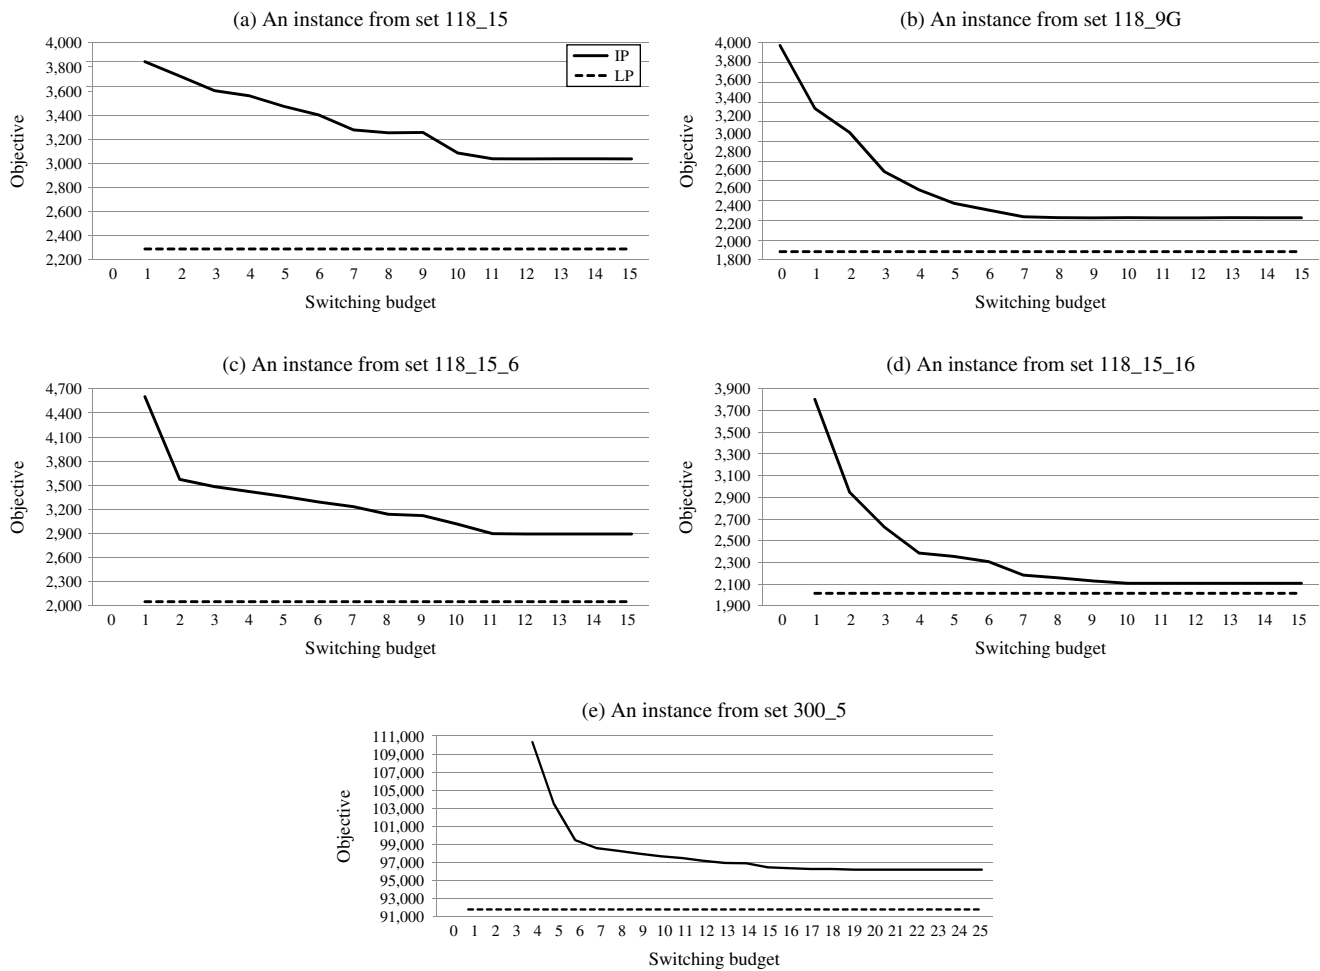 (a) An instance from set 118_15
4,000
3,800
3,600
3,400
3,200
3,000
2,800
2,600
2,400
2,200
Objective
IP
LP
0 1 2 3 4 5 6 7 8 9 10 11 12 13 14 15
Switching budget
(b) An instance from set 118_9G
4,000
3,800
3,600
3,400
3,200
3,000
2,800
2,600
2,600
2,400
2,200
2,000
1,800
Objective
0 1 2 3 4 5 6 7 8 9 10 11 12 13 14 15
Switching budget
(c) An instance from set 118_15_6
4,700
4,400
4,100
3,800
3,500
3,200
2,900
2,600
2,300
2,000
Objective
0 1 2 3 4 5 6 7 8 9 10 11 12 13 14 15
Switching budget
(d) An instance from set 118_15_16
3,900
3,700
3,500
3,300
3,100
2,900
2,700
2,500
2,300
2,100
1,900
Objective
0 1 2 3 4 5 6 7 8 9 10 11 12 13 14 15
Switching budget
(e) An instance from set 300_5
111,000
109,000
107,000
105,000
103,000
101,000
99,000
97,000
95,000
93,000
91,000
Objective
0 1 2 3 4 5 6 7 8 9 10 11 12 13 14 15 16 17 18 19 20 21 22 23 24 25
Switching budget